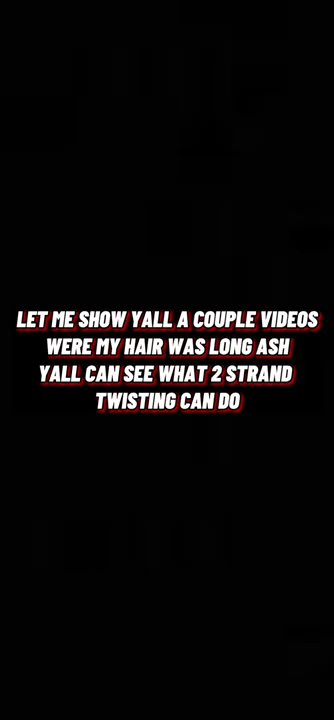 LET ME SHOW YALL A COUPLE VIDEOS
WERE MY HAIR WAS LONG ASH
YALL CAN SEE WHAT 2 STRAND
TWISTING CAN DO